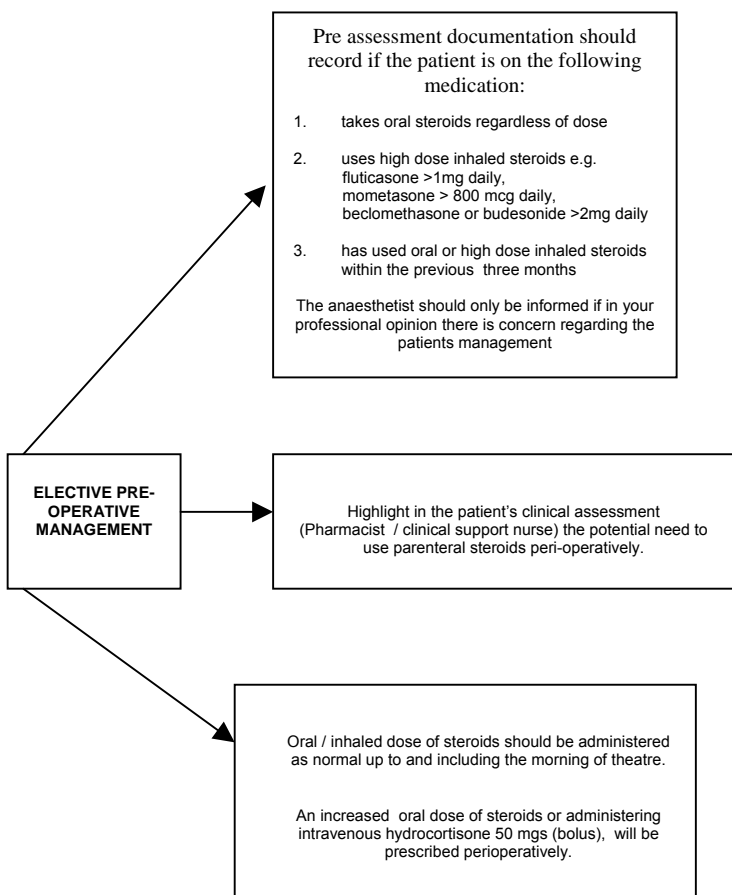 Pre assessment documentation should
record if the patient is on the following
medication:
1. takes oral steroids regardless of dose
2. uses high dose inhaled steroids e.g.
fluticasone >1mg daily,
mometasone > 800 mcg daily,
beclomethasone or budesonide >2mg daily
3. has used oral or high dose inhaled steroids
within the previous three months
The anaesthetist should only be informed if in your
professional opinion there is concern regarding the
patients management
ELECTIVE PRE-
OPERATIVE
MANAGEMENT
Highlight in the patient's clinical assessment
(Pharmacist / clinical support nurse) the potential need to
use parenteral steroids peri-operatively.
Oral / inhaled dose of steroids should be administered
as normal up to and including the morning of theatre.
An increased oral dose of steroids or administering
intravenous hydrocortisone 50 mgs (bolus), will be
prescribed perioperatively.